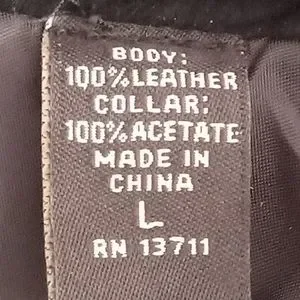 BODY:
100% LEATHER
COLLAR:
100% ACETATE
MADE IN
CHINA
L
RN 13711